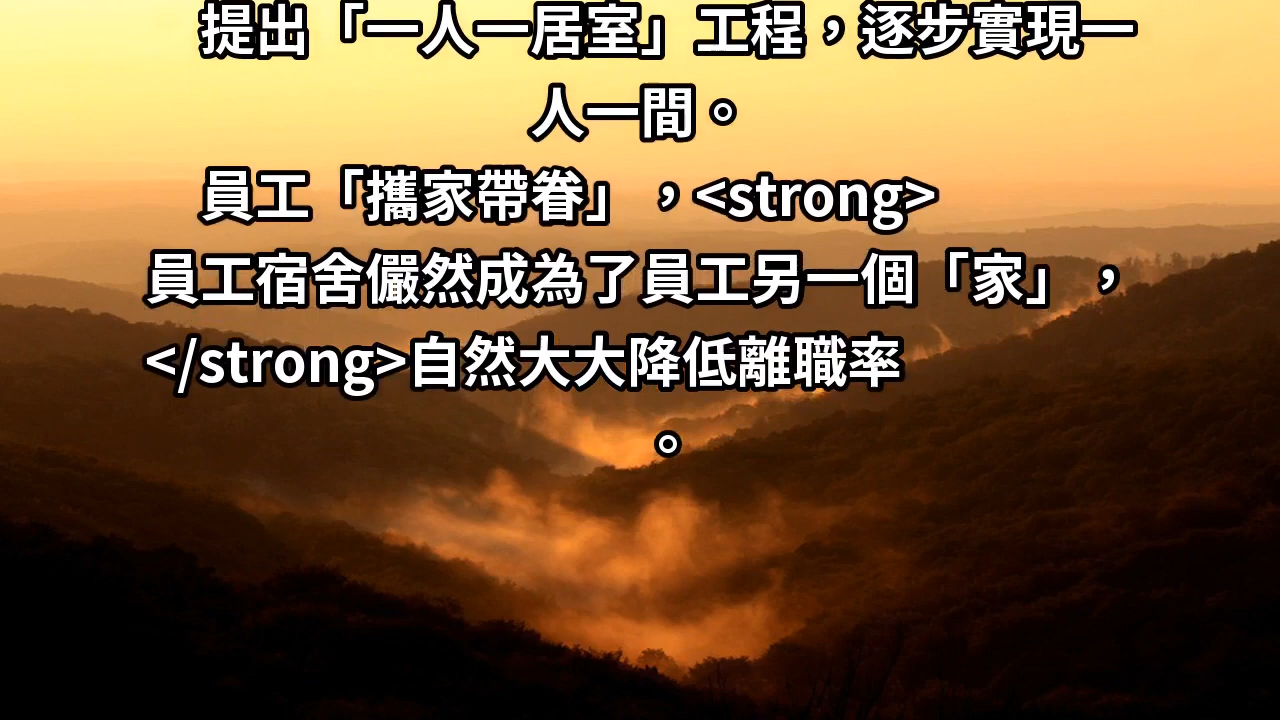 提出「一人一居室」工程，逐步實現一
人一間。
員工「攜家帶眷」，<strong>
員工宿舍儼然成為了員工另一個「家」，
</strong>自然大大降低離職率
。